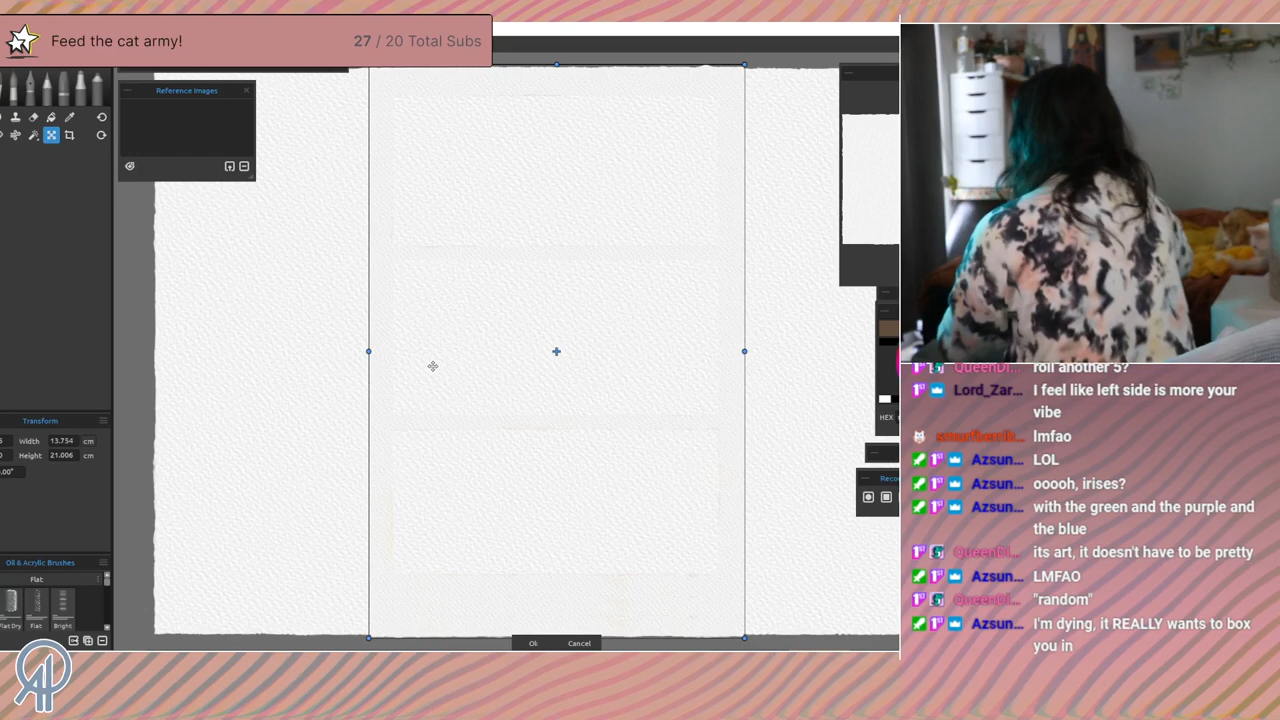 Feed the cat army!
27 / 20 Total Subs
Reference Images
Transform
Width 13.754 cm
Height 21.006 cm
Oil & Acrylic Brushes
Flat
Flat Dry
Flat
Bright
Ok
Cancel
HEX
roll another 5?
Lord_Zar... I feel like left side is more your
vibe
lmfao
Azsun... LOL
Azsun... ooooh, irises?
Azsun... with the green and the purple and
the blue
QueenDi... its art, it doesn't have to be pretty
Azsun... LMFAO
QueenDi... "random"
Azsun... I'm dying, it REALLY wants to box
you in